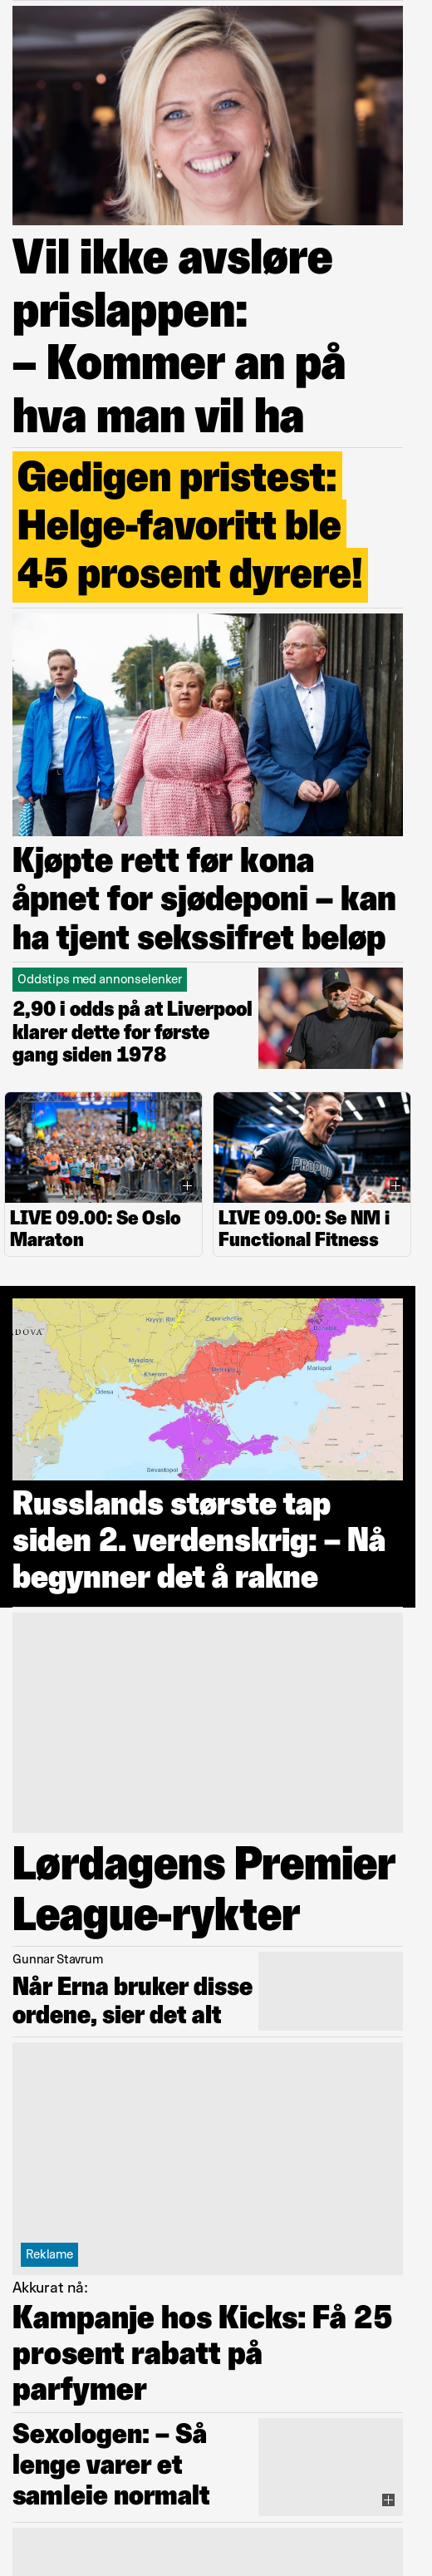 Vil ikke avsløre
prislappen:
– Kommer an på
hva man vil ha
Gedigen pristest:
Helge-favoritt ble
45 prosent dyrere!
Kjøpte rett før kona
åpnet for sjødeponi – kan
ha tjent sekssifret beløp
Oddstips med annonselenker
2,90 i odds på at Liverpool
klarer dette for første
gang siden 1978
PROPUD
LIVE 09.00: Se Oslo
Maraton
LIVE 09.00: Se NM i
Functional Fitness
DOVA
Kryvyi Rih
Zaporizhzhia
Donetsk
Mykolaiv
Melitopol
Mariupol
Kherson
Odesa
Sevastopol
Russlands største tap
siden 2. verdenskrig: – Nå
begynner det å rakne
Lørdagens Premier
League-rykter
Gunnar Stavrum
Når Erna bruker disse
ordene, sier det alt
Reklame
Akkurat nå:
Kampanje hos Kicks: Få 25
prosent rabatt på
parfymer
Sexologen: – Så
lenge varer et
samleie normalt